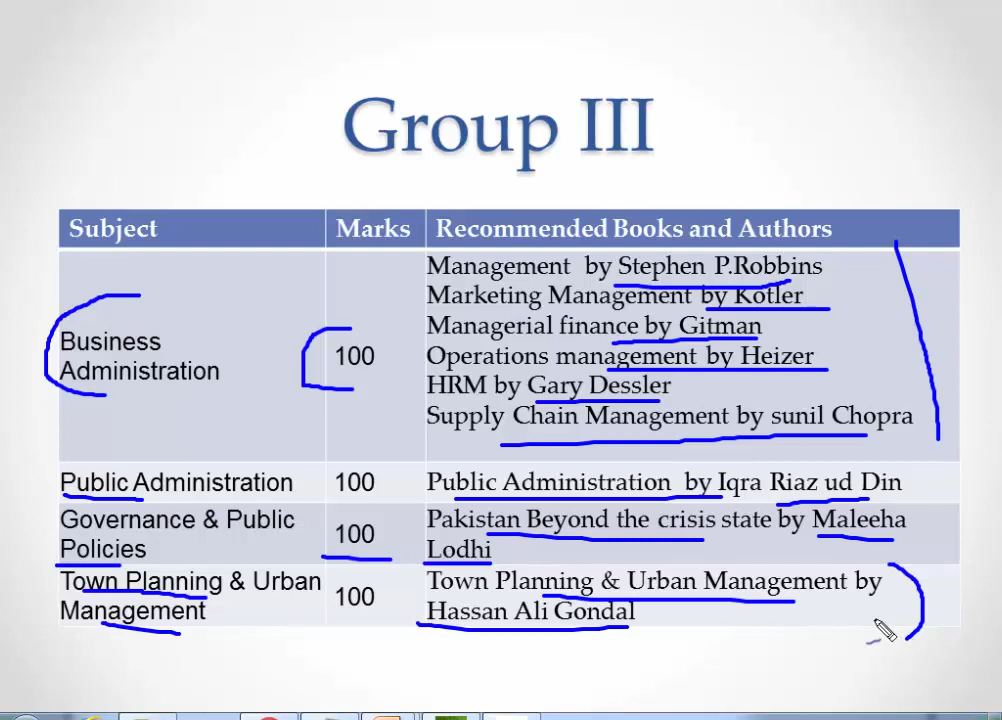 Group III
Subject Marks Recommended Books and Authors
Business
Administration
100
Management by Stephen P.Robbins
Marketing Management by Kotler
Managerial finance by Gitman
Operations management by Heizer
HRM by Gary Dessler
Supply Chain Management by sunil Chopra
Public Administration 100 Public Administration by Iqra Riaz ud Din
Governance & Public
Policies
100
Pakistan Beyond the crisis state by Maleeha
Lodhi
Town Planning & Urban
Management
100
Town Planning & Urban Management by
Hassan Ali Gondal